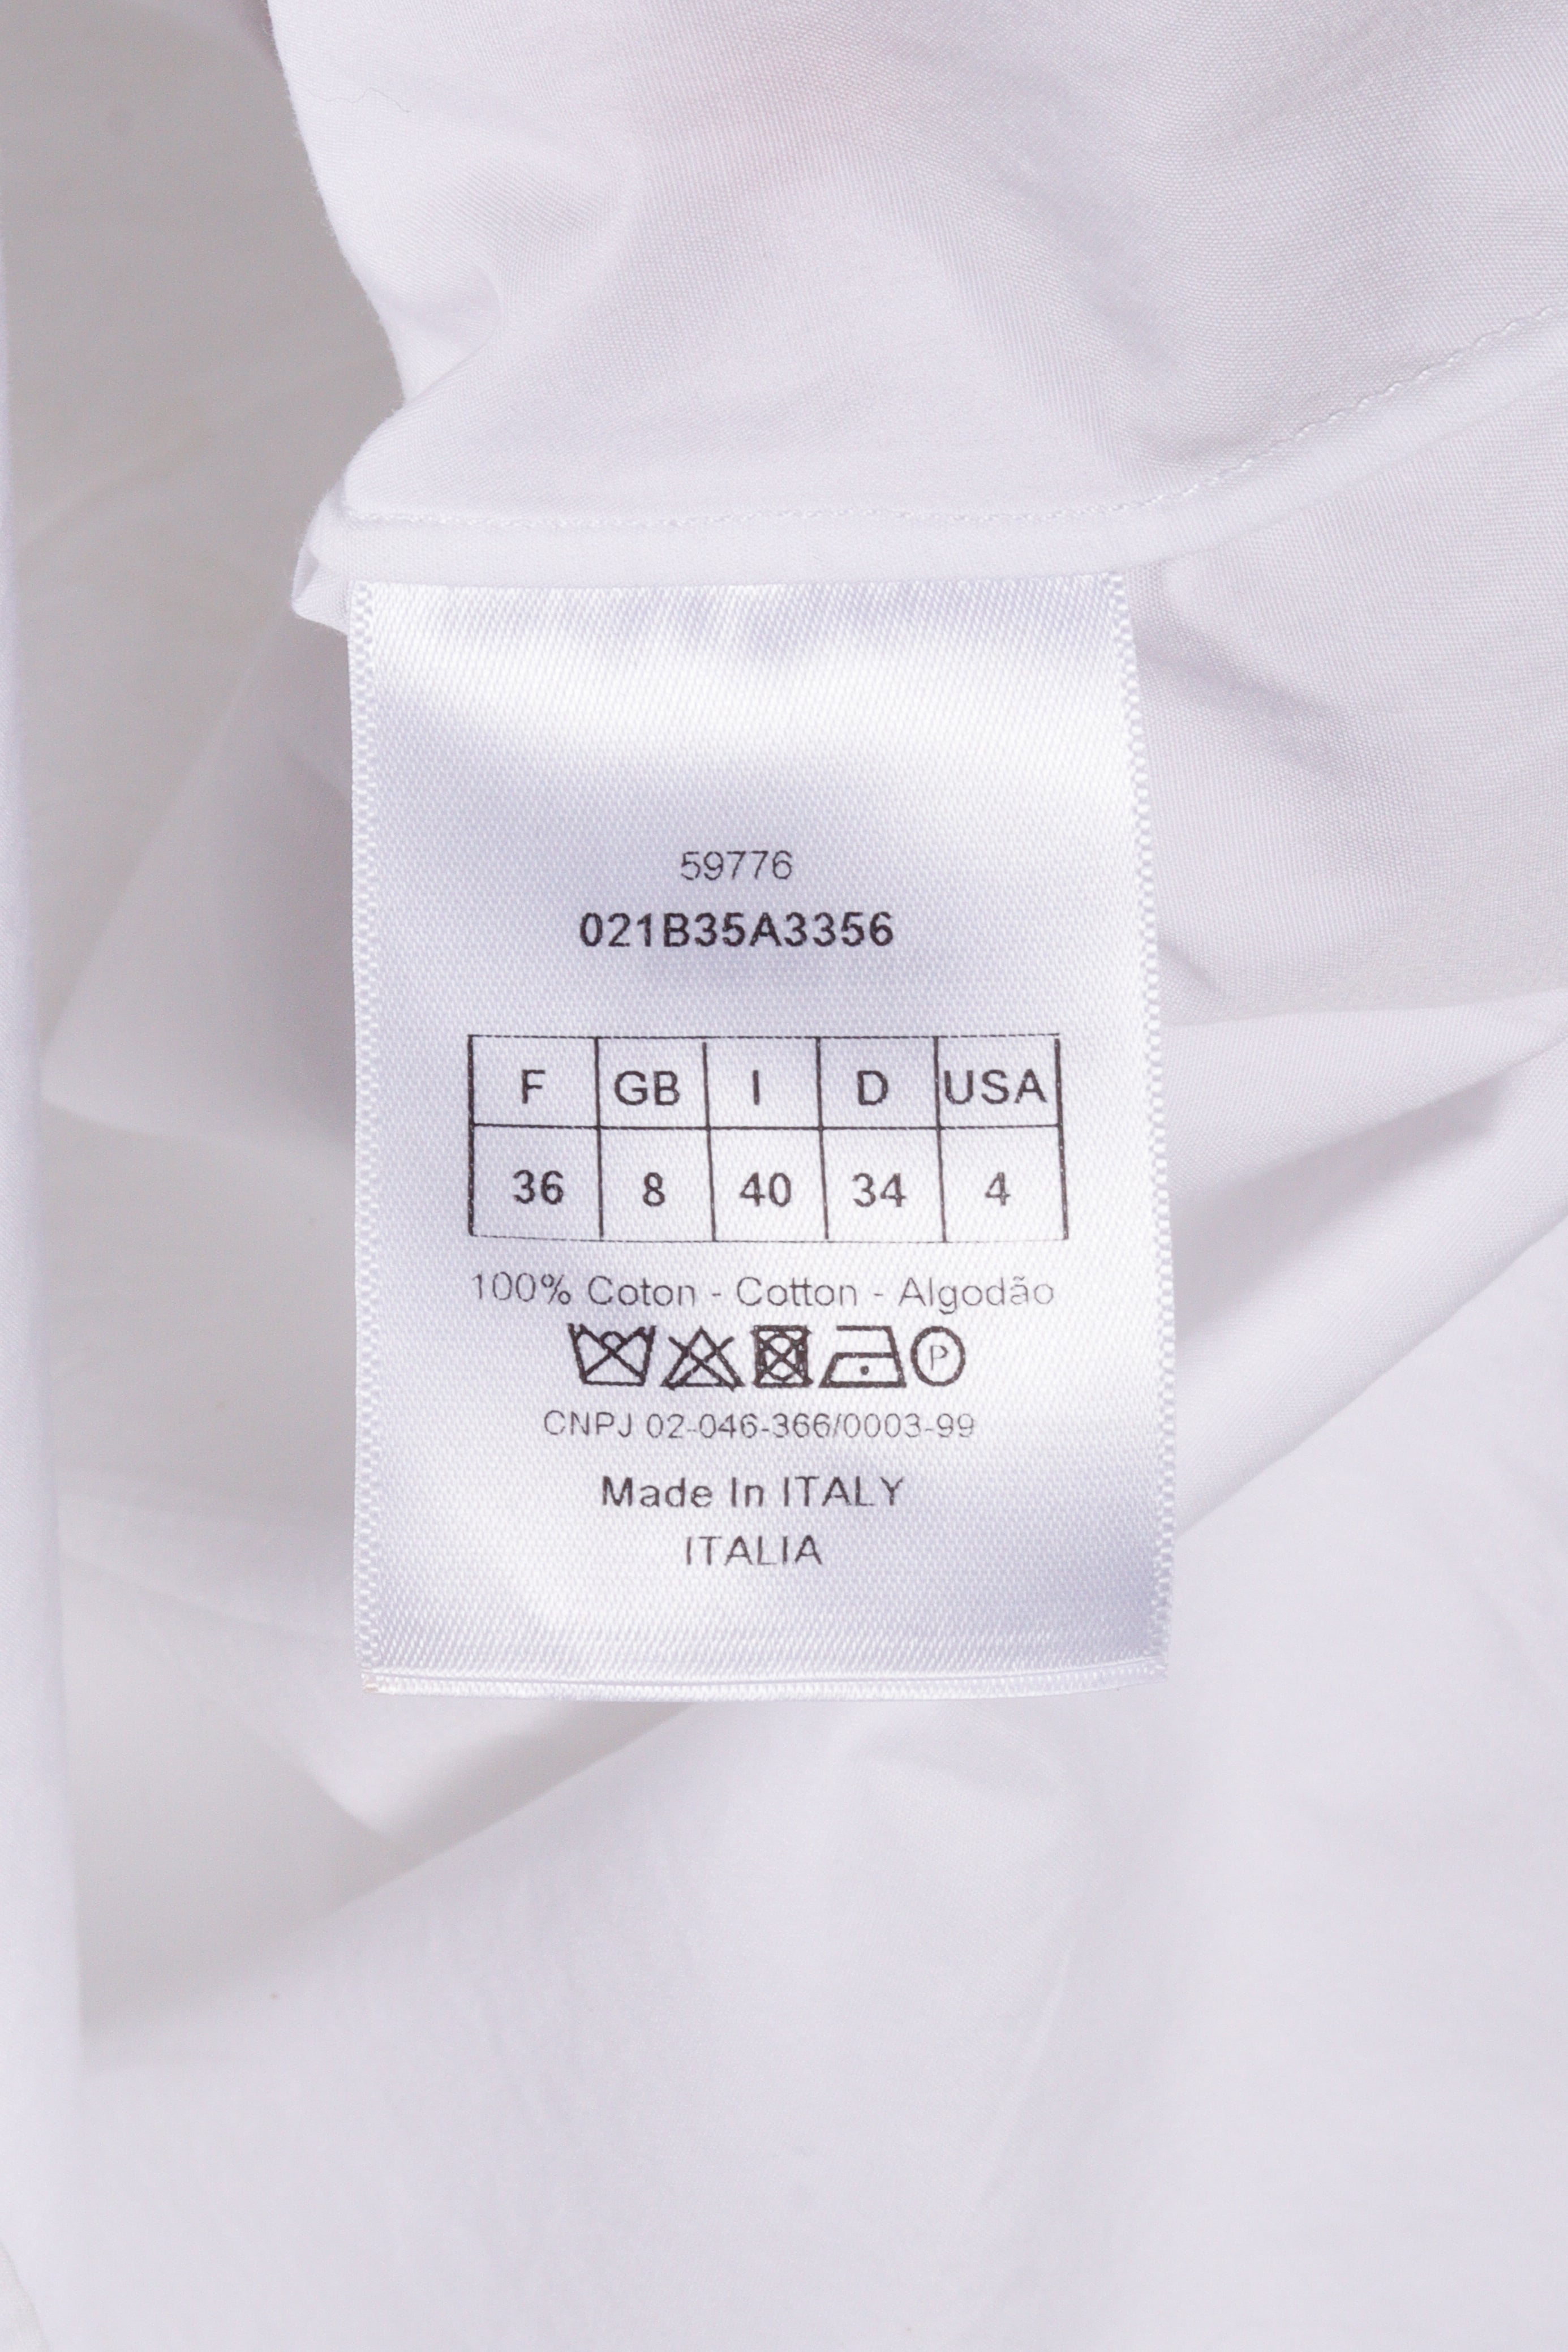 59776
021B35A3356
F GB I D USA
36 8 40 34 4
100% Coton - Cotton - Algodão
P
CNPJ 02-046-366/0003-99
Made In ITALY
ITALIA